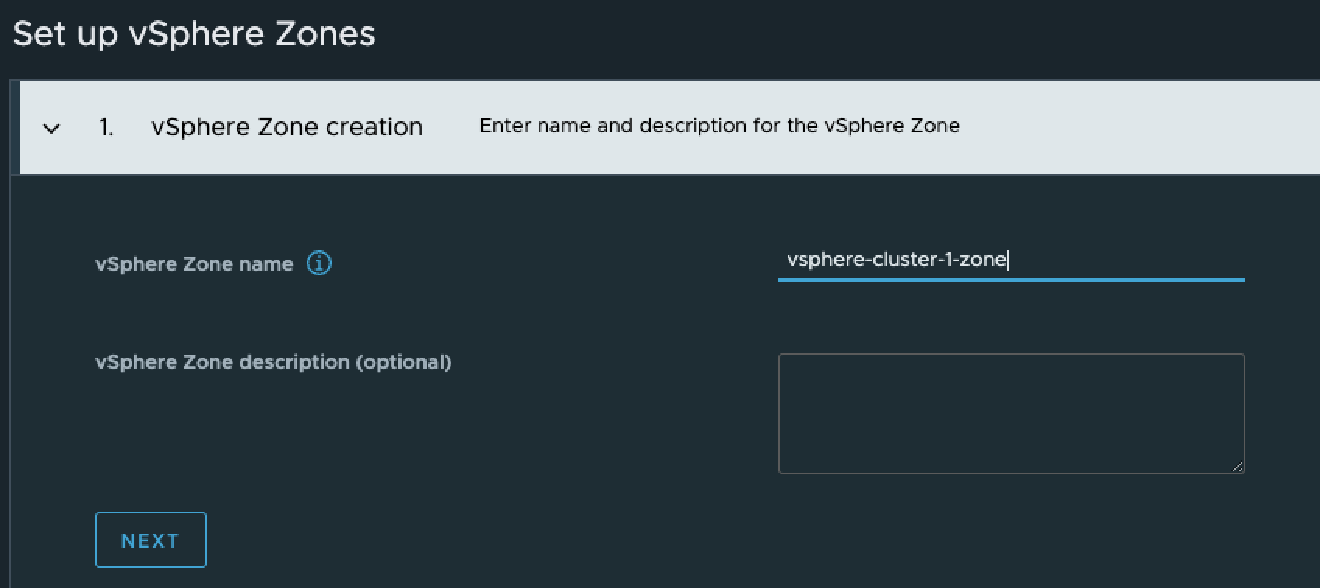 Set up vSphere Zones
1. vSphere Zone creation Enter name and description for the vSphere Zone
vSphere Zone name vsphere-cluster-1-zone
vSphere Zone description (optional)
NEXT